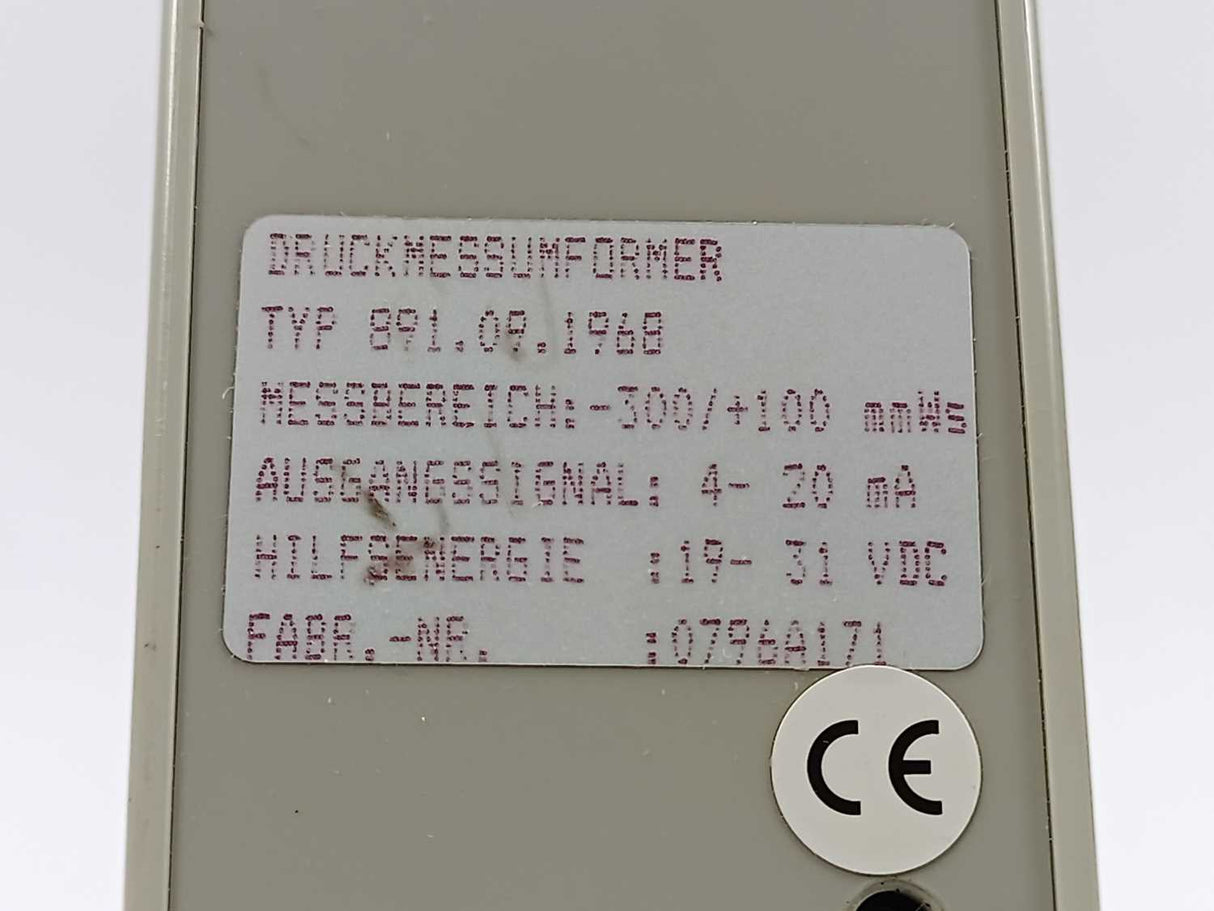 DRUCKMESSUMFORMER
TYP 891.09.1968
MESSBEREICH:-300/+100 mmWS
AUSGANGSSIGNAL: 4- 20 mA
HILFSENERGIE :19- 31 VDC
FABR.-NR. :0796A171
CE